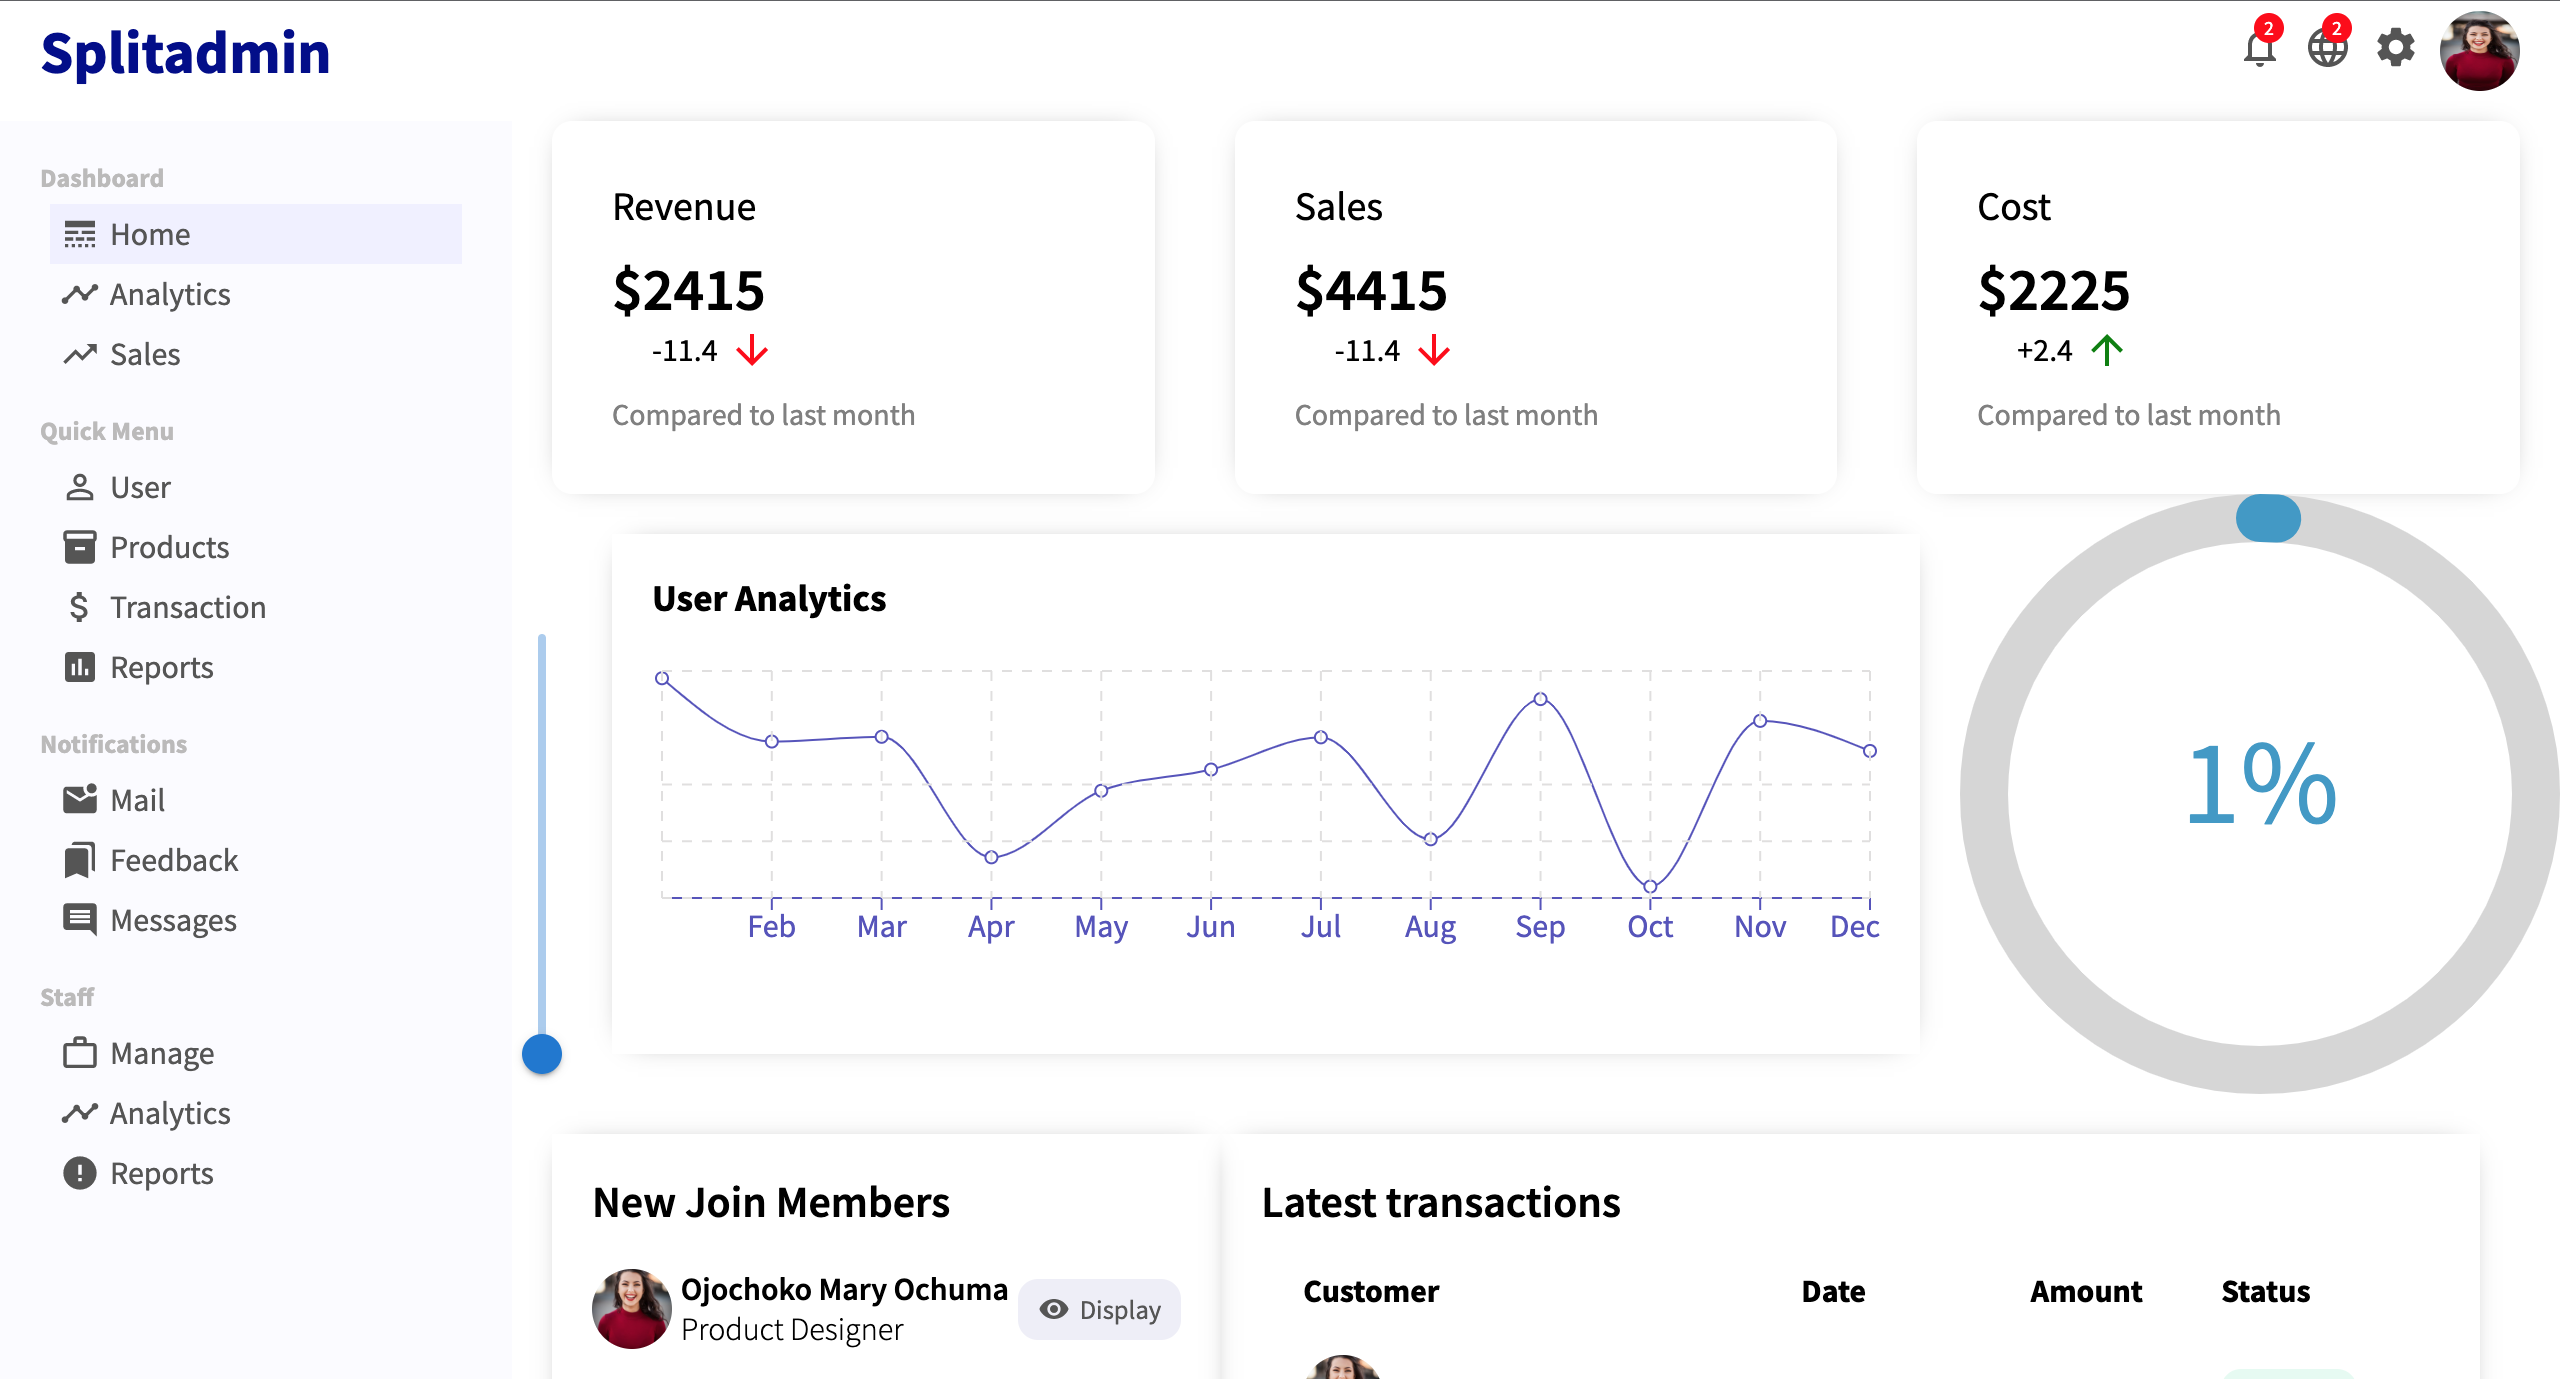 Splitadmin
2
2
Dashboard
Home
Analytics
Sales
Quick Menu
User
Products
Transaction
Reports
Notifications
Mail
Feedback
Messages
Staff
Manage
Analytics
Reports
Revenue
$2415
-11.4
Compared to last month
Sales
$4415
-11.4
Compared to last month
Cost
$2225
+2.4
Compared to last month
User Analytics
Feb Mar Apr May Jun Jul Aug Sep Oct Nov Dec
1%
New Join Members
Ojochoko Mary Ochuma
Product Designer
Display
Latest transactions
Customer Date Amount Status